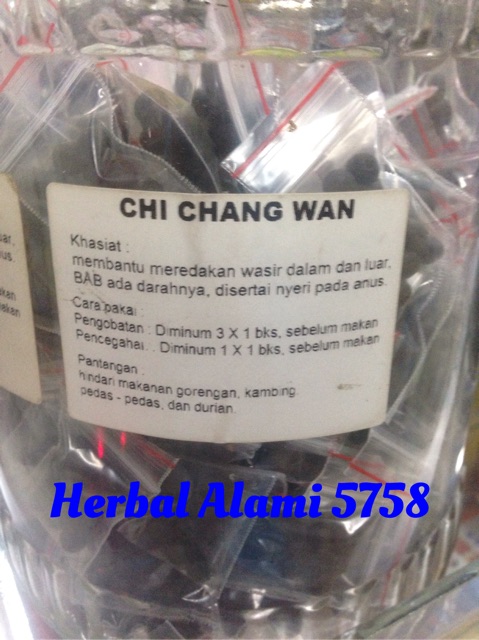 CHI CHANG WAN
Khasiat :
membantu meredakan wasir dalam dan luar,
BAB ada darahnya, disertai nyeri pada anus.
Cara pakai :
Pengobatan : Diminum 3 X 1 bks, sebelum makan
Pencegahan : Diminum 1 X 1 bks, sebelum makan
Pantangan :
hindari makanan gorengan, kambing
pedas - pedas, dan durian.
Herbal Alami 5758